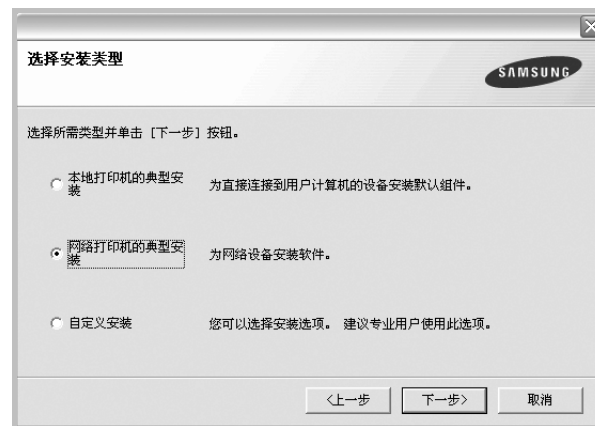 选择安装类型
SAMSUNG
选择所需类型并单击 [下一步] 按钮。
本地打印机的典型安
装
为直接连接到用户计算机的设备安装默认组件。
网络打印机的典型安
装
为网络设备安装软件。
自定义安装
您可以选择安装选项。 建议专业用户使用此选项。
<上一步
下一步>
取消